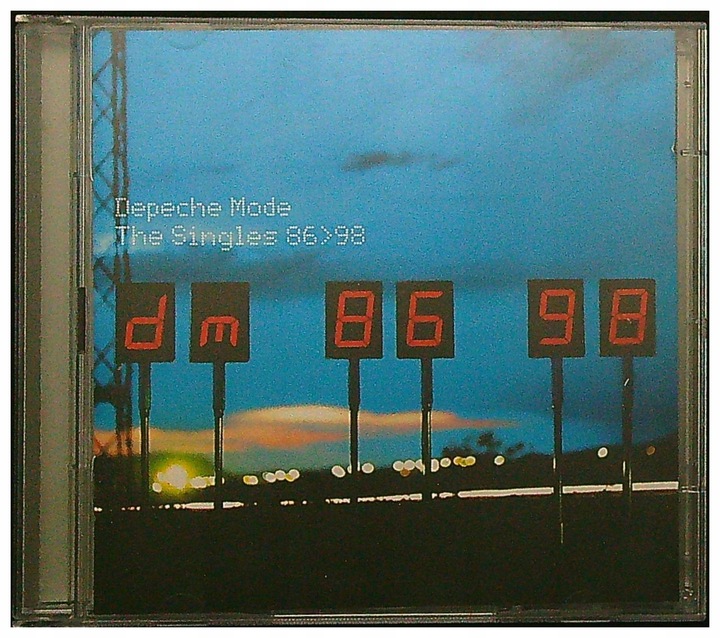 Depeche Mode
The Singles 86>98
dm 86 98